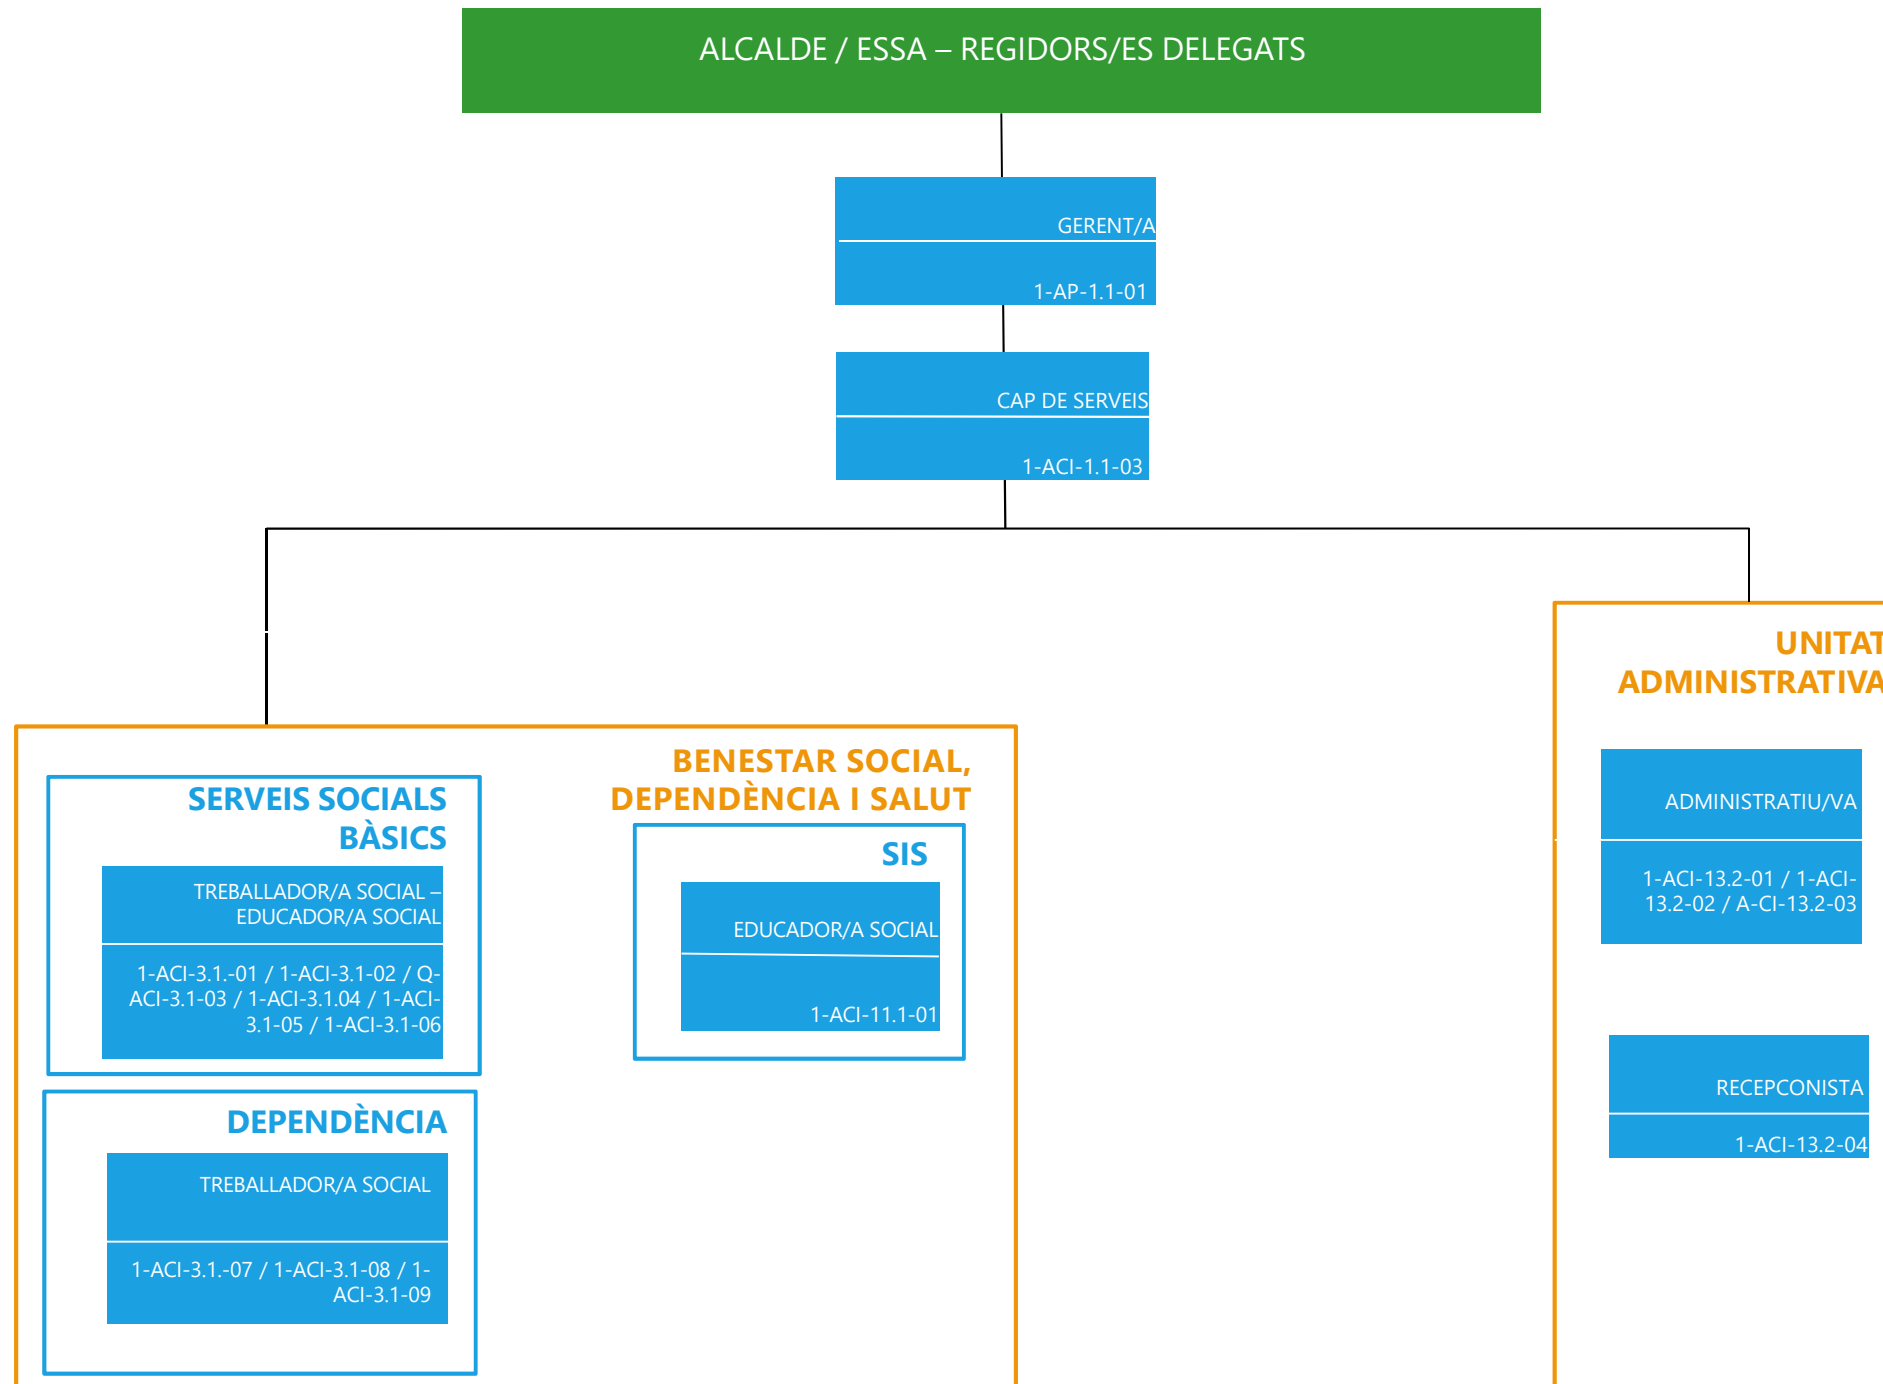 ALCALDE / ESSA – REGIDORS/ES DELEGATS
GERENT/A
1-AP-1.1-01
CAP DE SERVEIS
1-ACI-1.1-03
BENESTAR SOCIAL,
DEPENDÈNCIA I SALUT
SERVEIS SOCIALS
BÀSICS
TREBALLADOR/A SOCIAL –
EDUCADOR/A SOCIAL
1-ACI-3.1.-01 / 1-ACI-3.1-02 / Q-
ACI-3.1-03 / 1-ACI-3.1.04 / 1-ACI-
3.1-05 / 1-ACI-3.1-06
DEPENDÈNCIA
TREBALLADOR/A SOCIAL
1-ACI-3.1.-07 / 1-ACI-3.1-08 / 1-
ACI-3.1-09
SIS
EDUCADOR/A SOCIAL
1-ACI-11.1-01
UNITAT
ADMINISTRATIVA
ADMINISTRATIU/VA
1-ACI-13.2-01 / 1-ACI-
13.2-02 / A-CI-13.2-03
RECEPCONISTA
1-ACI-13.2-04